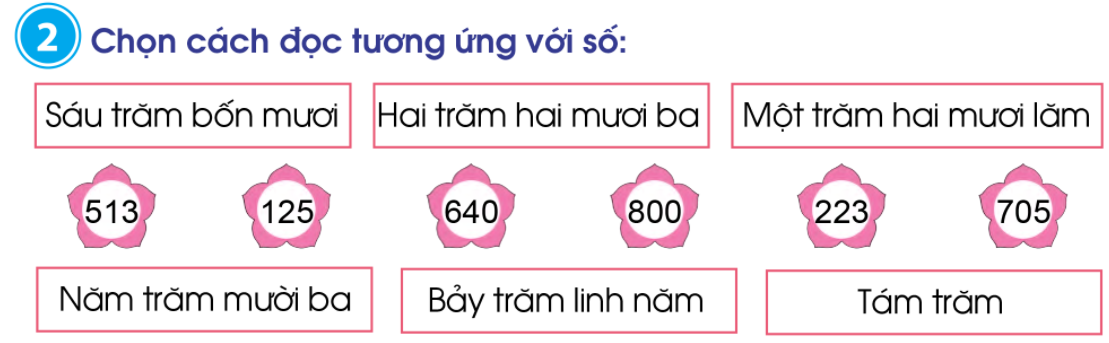 2 Chọn cách đọc tương ứng với số:
Sáu trăm bốn mươi Hai trăm hai mươi ba Một trăm hai mươi lăm
513 125 640 800 223 705
Năm trăm mười ba Bảy trăm linh năm Tám trăm